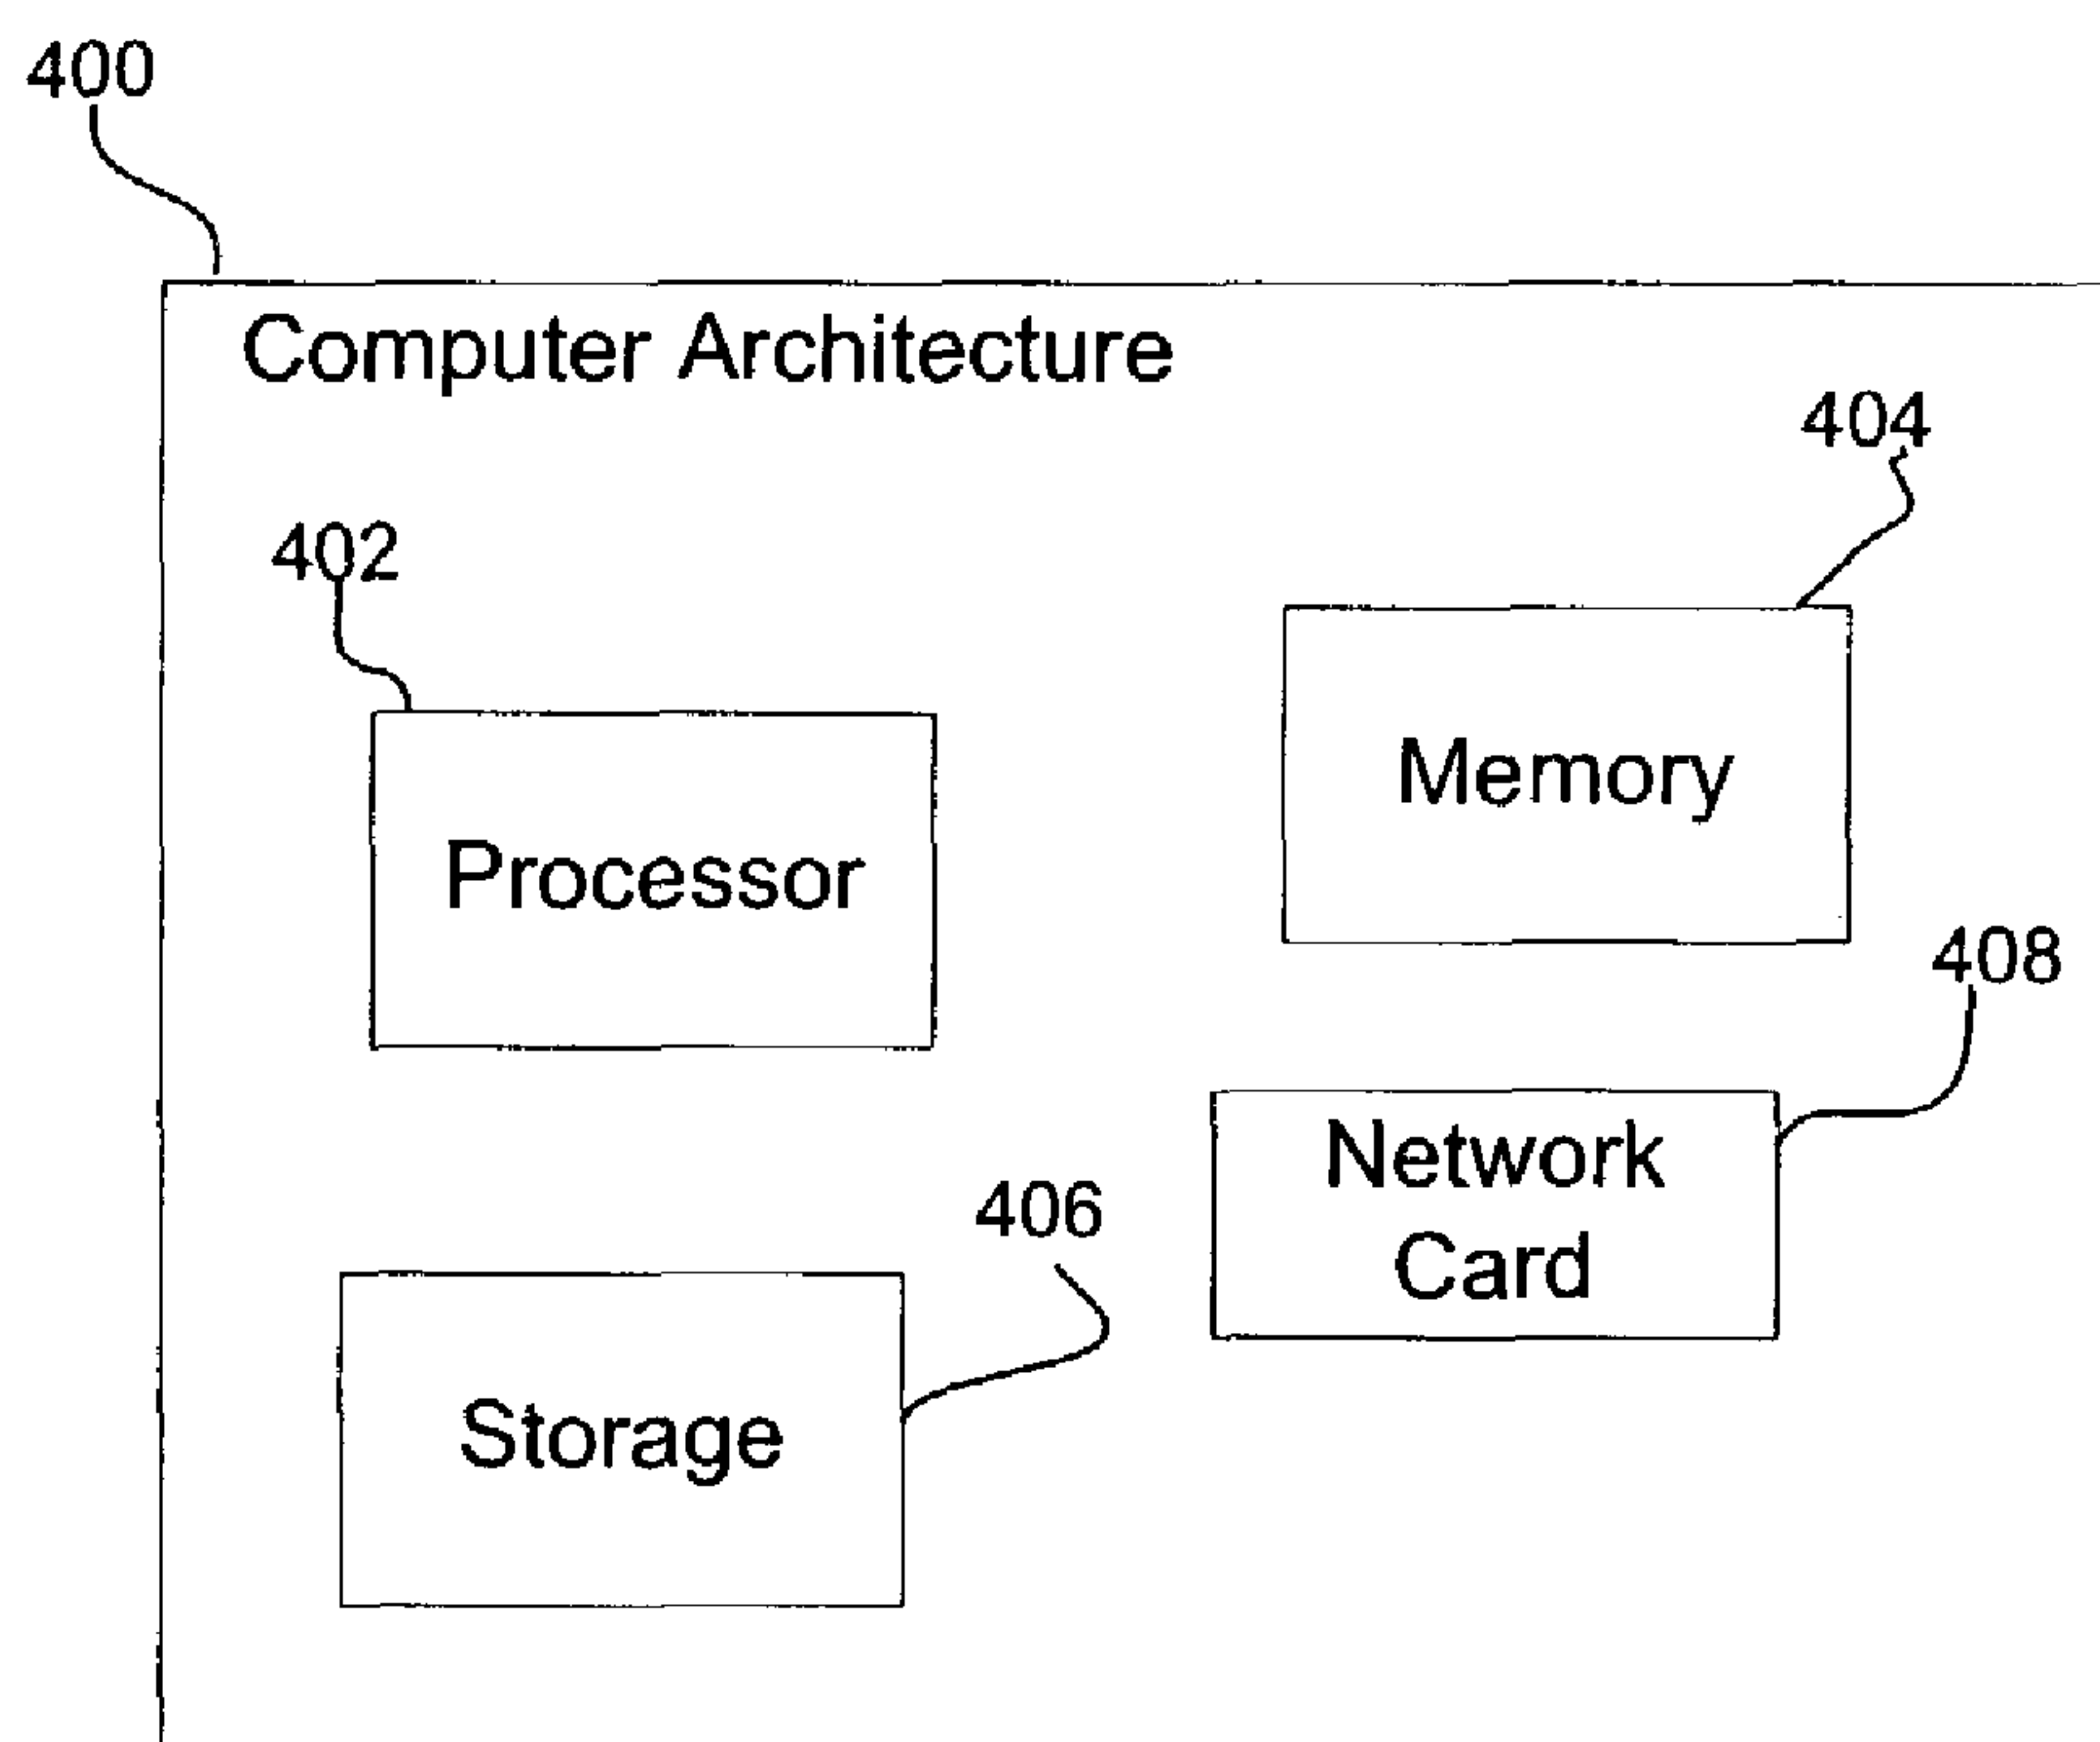 400
Computer Architecture
404
402
Memory
Processor
408
Network
Card
406
Storage